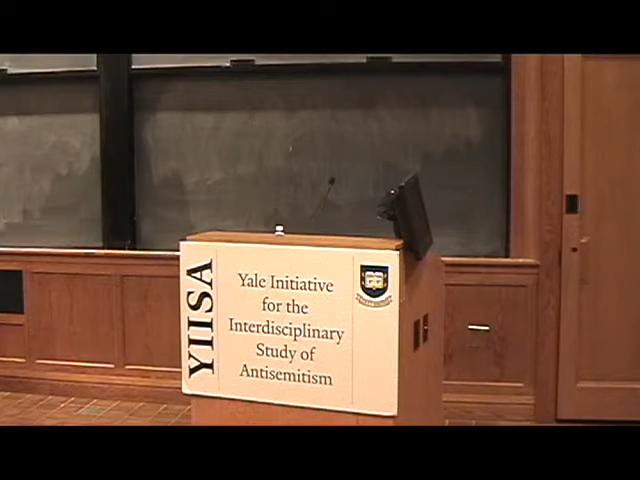 YIISA
Yale Initiative
for the
Interdisciplinary
Study of
Antisemitism